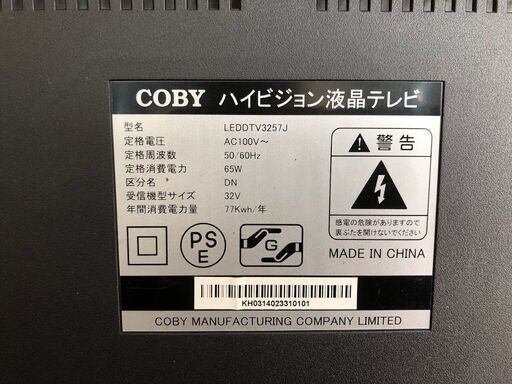 COBY ハイビジョン液晶テレビ
型名 LEDDTV3257J
定格電圧 AC100V～
定格周波数 50/60Hz
定格消費電力 65W
区分名 DN
受信機型サイズ 32V
年間消費電力量 77Kwh/年
警告
感電の危険がありますので
裏ぶたを開けないでください
PS
E
G
MADE IN CHINA
KH0314023310101
COBY MANUFACTURING COMPANY LIMITED